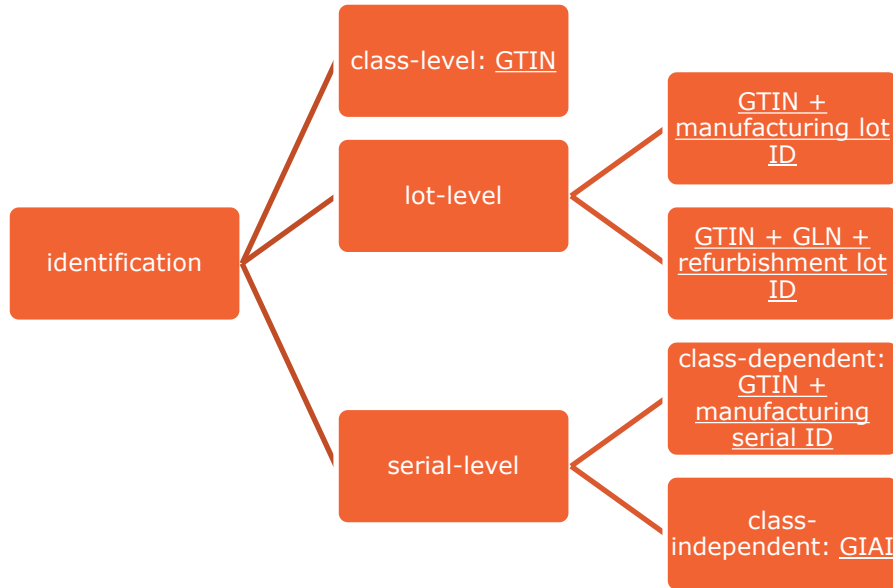 class-level: GTIN
GTIN +
manufacturing lot
ID
lot-level
identification
GTIN + GLN +
refurbishment lot
ID
class-dependent:
GTIN +
manufacturing
serial ID
serial-level
class-
independent: GIAI